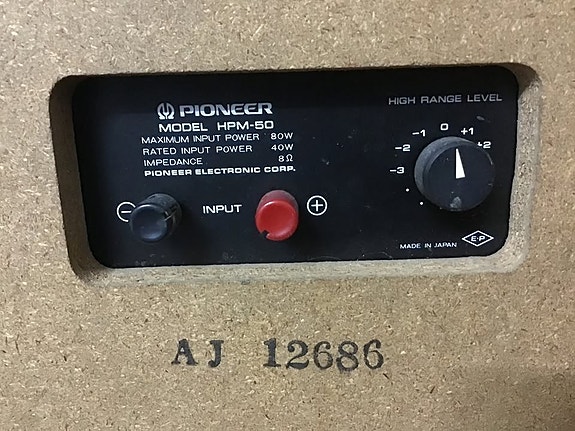 PIONEER
MODEL HPM-50
MAXIMUM INPUT POWER 80W
RATED INPUT POWER 40W
IMPEDANCE 8Ω
PIONEER ELECTRONIC CORP.
HIGH RANGE LEVEL
-3 -2 -1 0 +1 +2
⊖ INPUT ⊕
MADE IN JAPAN
E-P
AJ 12686